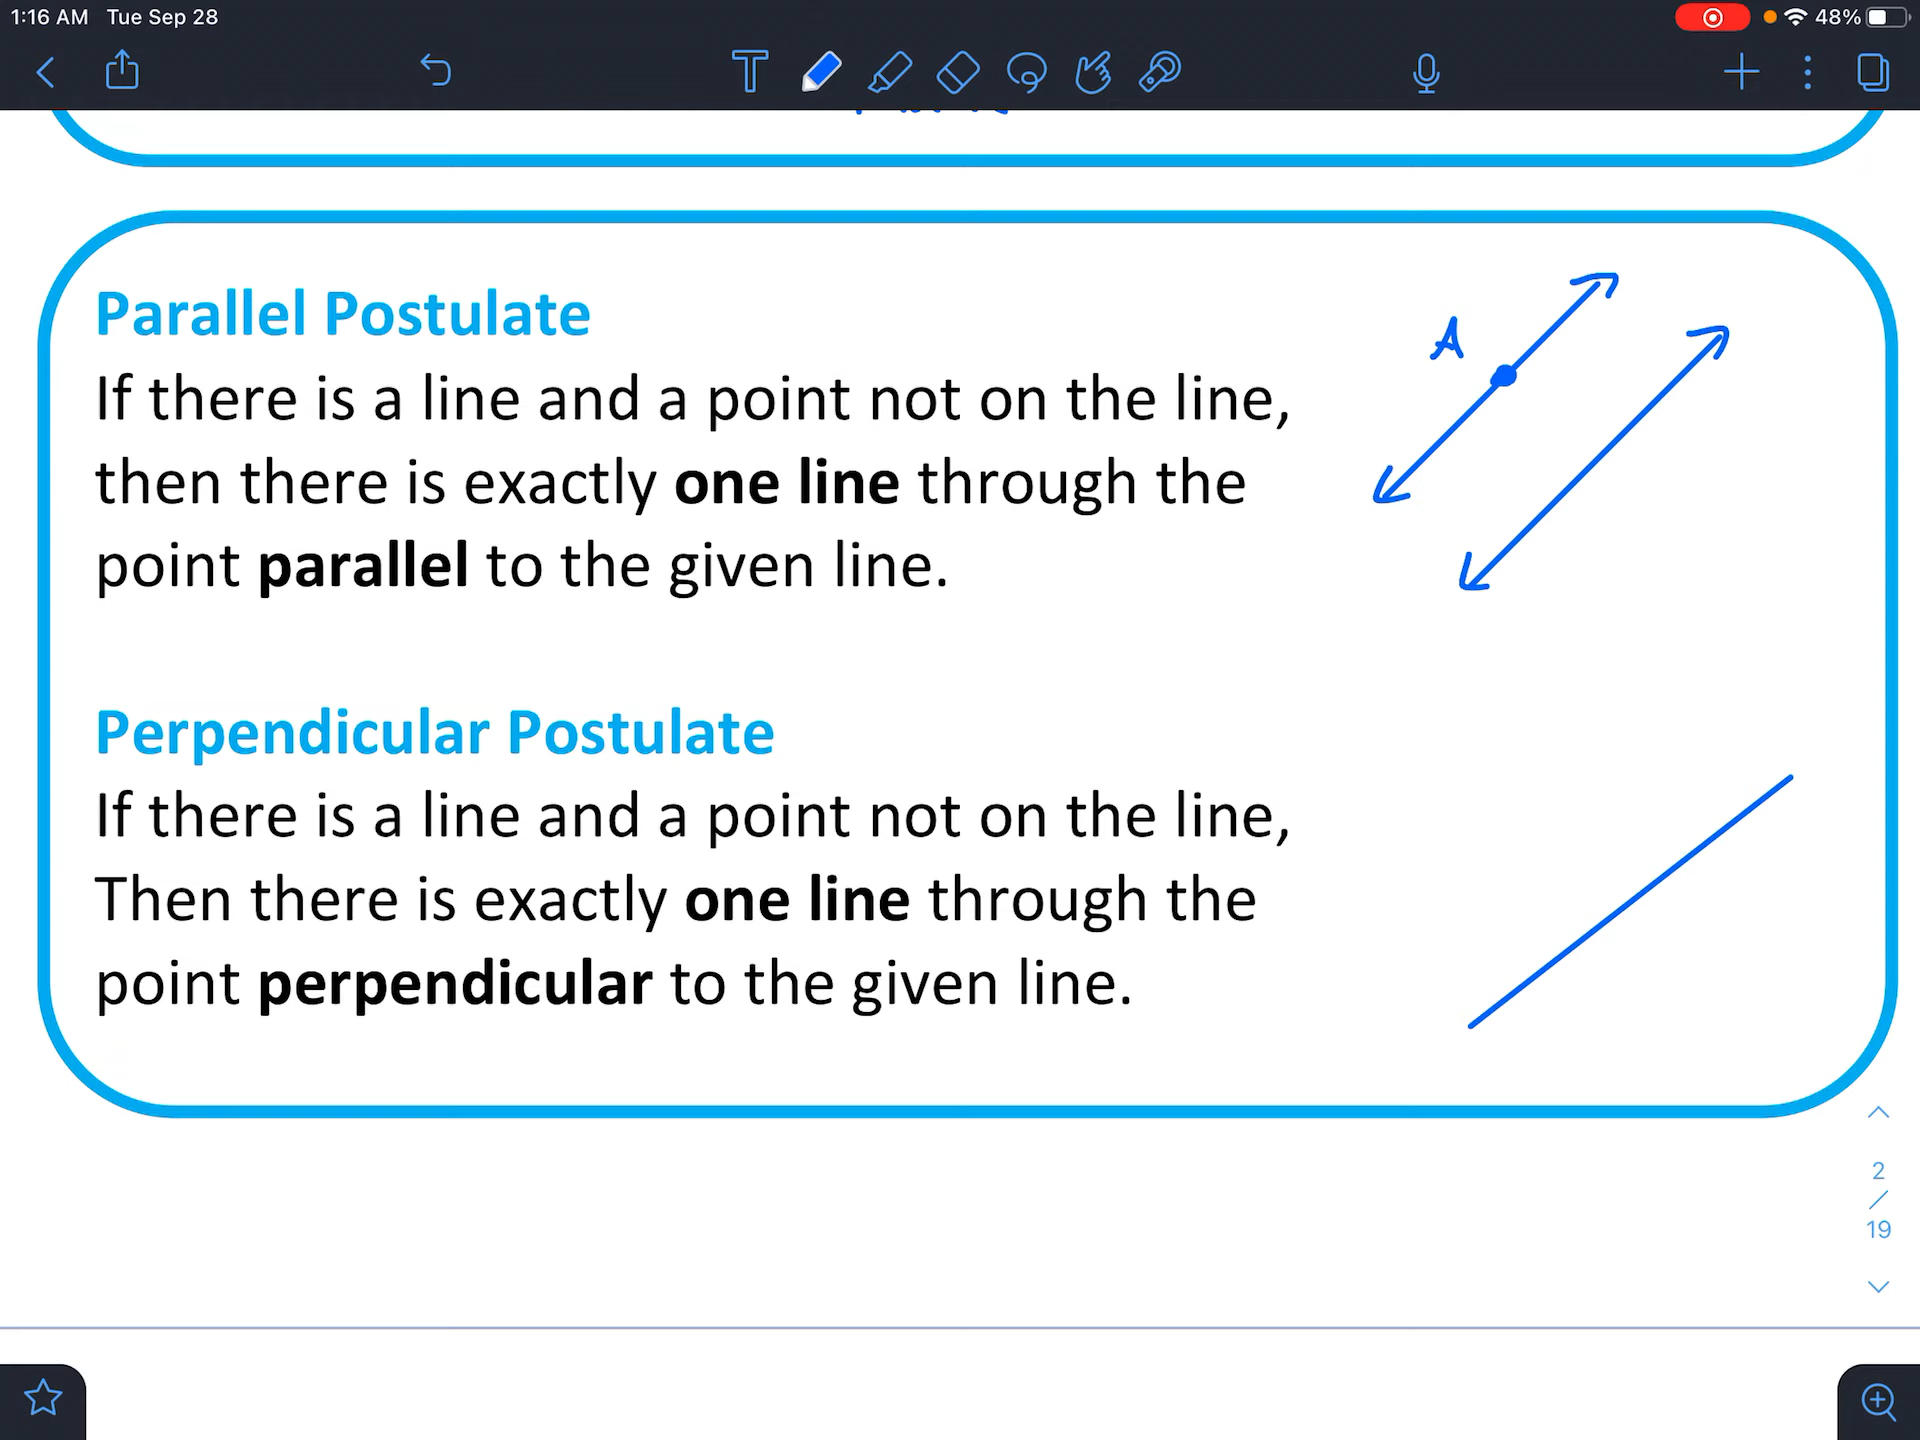 1:16 AM Tue Sep 28
48%
T
Parallel Postulate
If there is a line and a point not on the line,
then there is exactly one line through the
point parallel to the given line.
A
Perpendicular Postulate
If there is a line and a point not on the line,
Then there is exactly one line through the
point perpendicular to the given line.
2
/
19